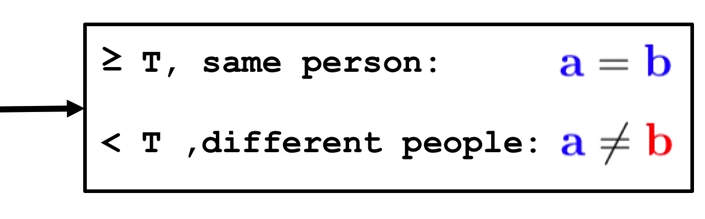 ≥ T, same person: a = b
< T ,different people: a ≠ b